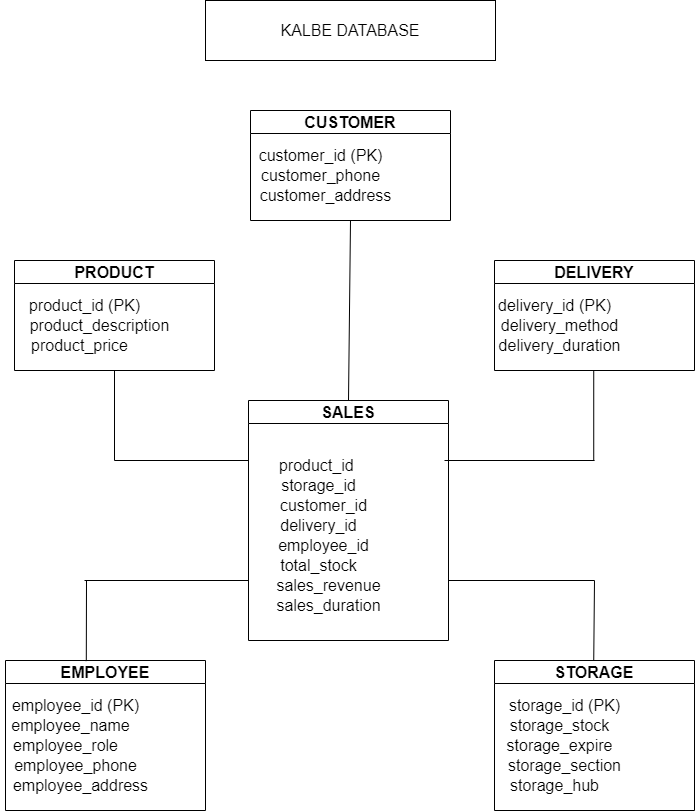 KALBE DATABASE
CUSTOMER
customer_id (PK)
customer_phone
customer_address
PRODUCT
product_id (PK)
product_description
product_price
DELIVERY
delivery_id (PK)
delivery_method
delivery_duration
SALES
product_id
storage_id
customer_id
delivery_id
employee_id
total_stock
sales_revenue
sales_duration
EMPLOYEE
employee_id (PK)
employee_name
employee_role
employee_phone
employee_address
STORAGE
storage_id (PK)
storage_stock
storage_expire
storage_section
storage_hub